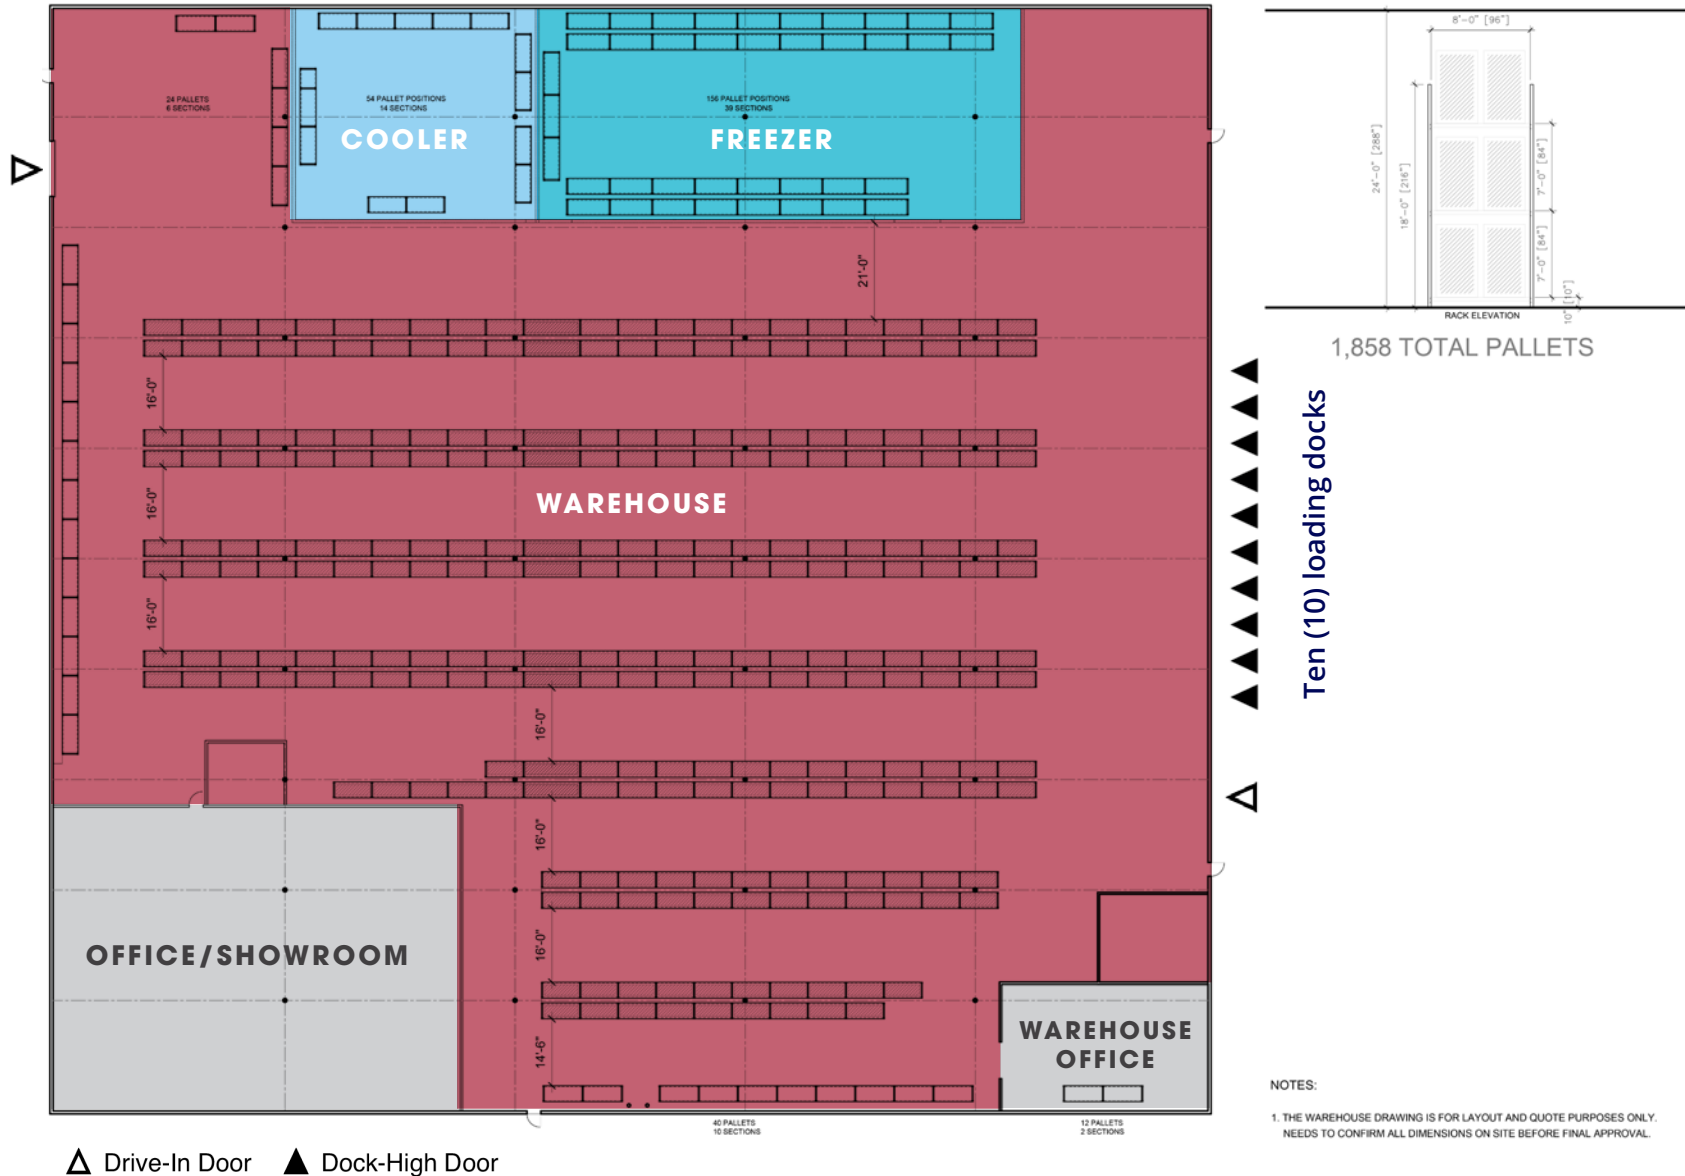 8'-0" [96"]
24 PALLETS
6 SECTIONS
54 PALLET POSITIONS
14 SECTIONS
156 PALLET POSITIONS
39 SECTIONS
COOLER
FREEZER
24'-0" [288"]
18'-0" [216"]
7'-0" [84"]
7'-0" [84"]
10" [10"]
RACK ELEVATION
1,858 TOTAL PALLETS
21'-0"
16'-0"
16'-0"
16'-0"
WAREHOUSE
Ten (10) loading docks
16'-0"
16'-0"
16'-0"
14'-6"
OFFICE/SHOWROOM
WAREHOUSE
OFFICE
40 PALLETS
10 SECTIONS
12 PALLETS
2 SECTIONS
NOTES:
1. THE WAREHOUSE DRAWING IS FOR LAYOUT AND QUOTE PURPOSES ONLY.
NEEDS TO CONFIRM ALL DIMENSIONS ON SITE BEFORE FINAL APPROVAL.
Drive-In Door
Dock-High Door